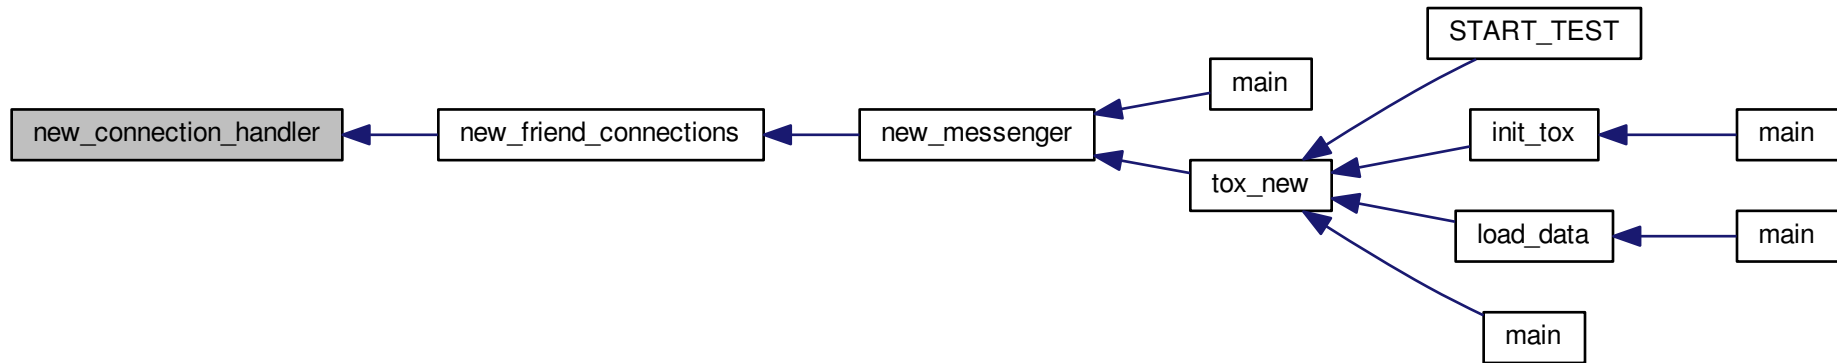 START_TEST
main
new_connection_handler
new_friend_connections
new_messenger
init_tox
main
tox_new
load_data
main
main